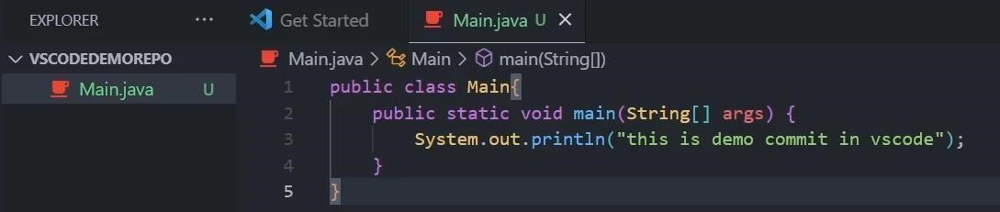 EXPLORER ...
VSCODEDEMOREPO
Main.java U
Get Started
Main.java U
Main.java > Main > main(String[])
1 public class Main{
2     public static void main(String[] args) {
3         System.out.println("this is demo commit in vscode");
4     }
5 }